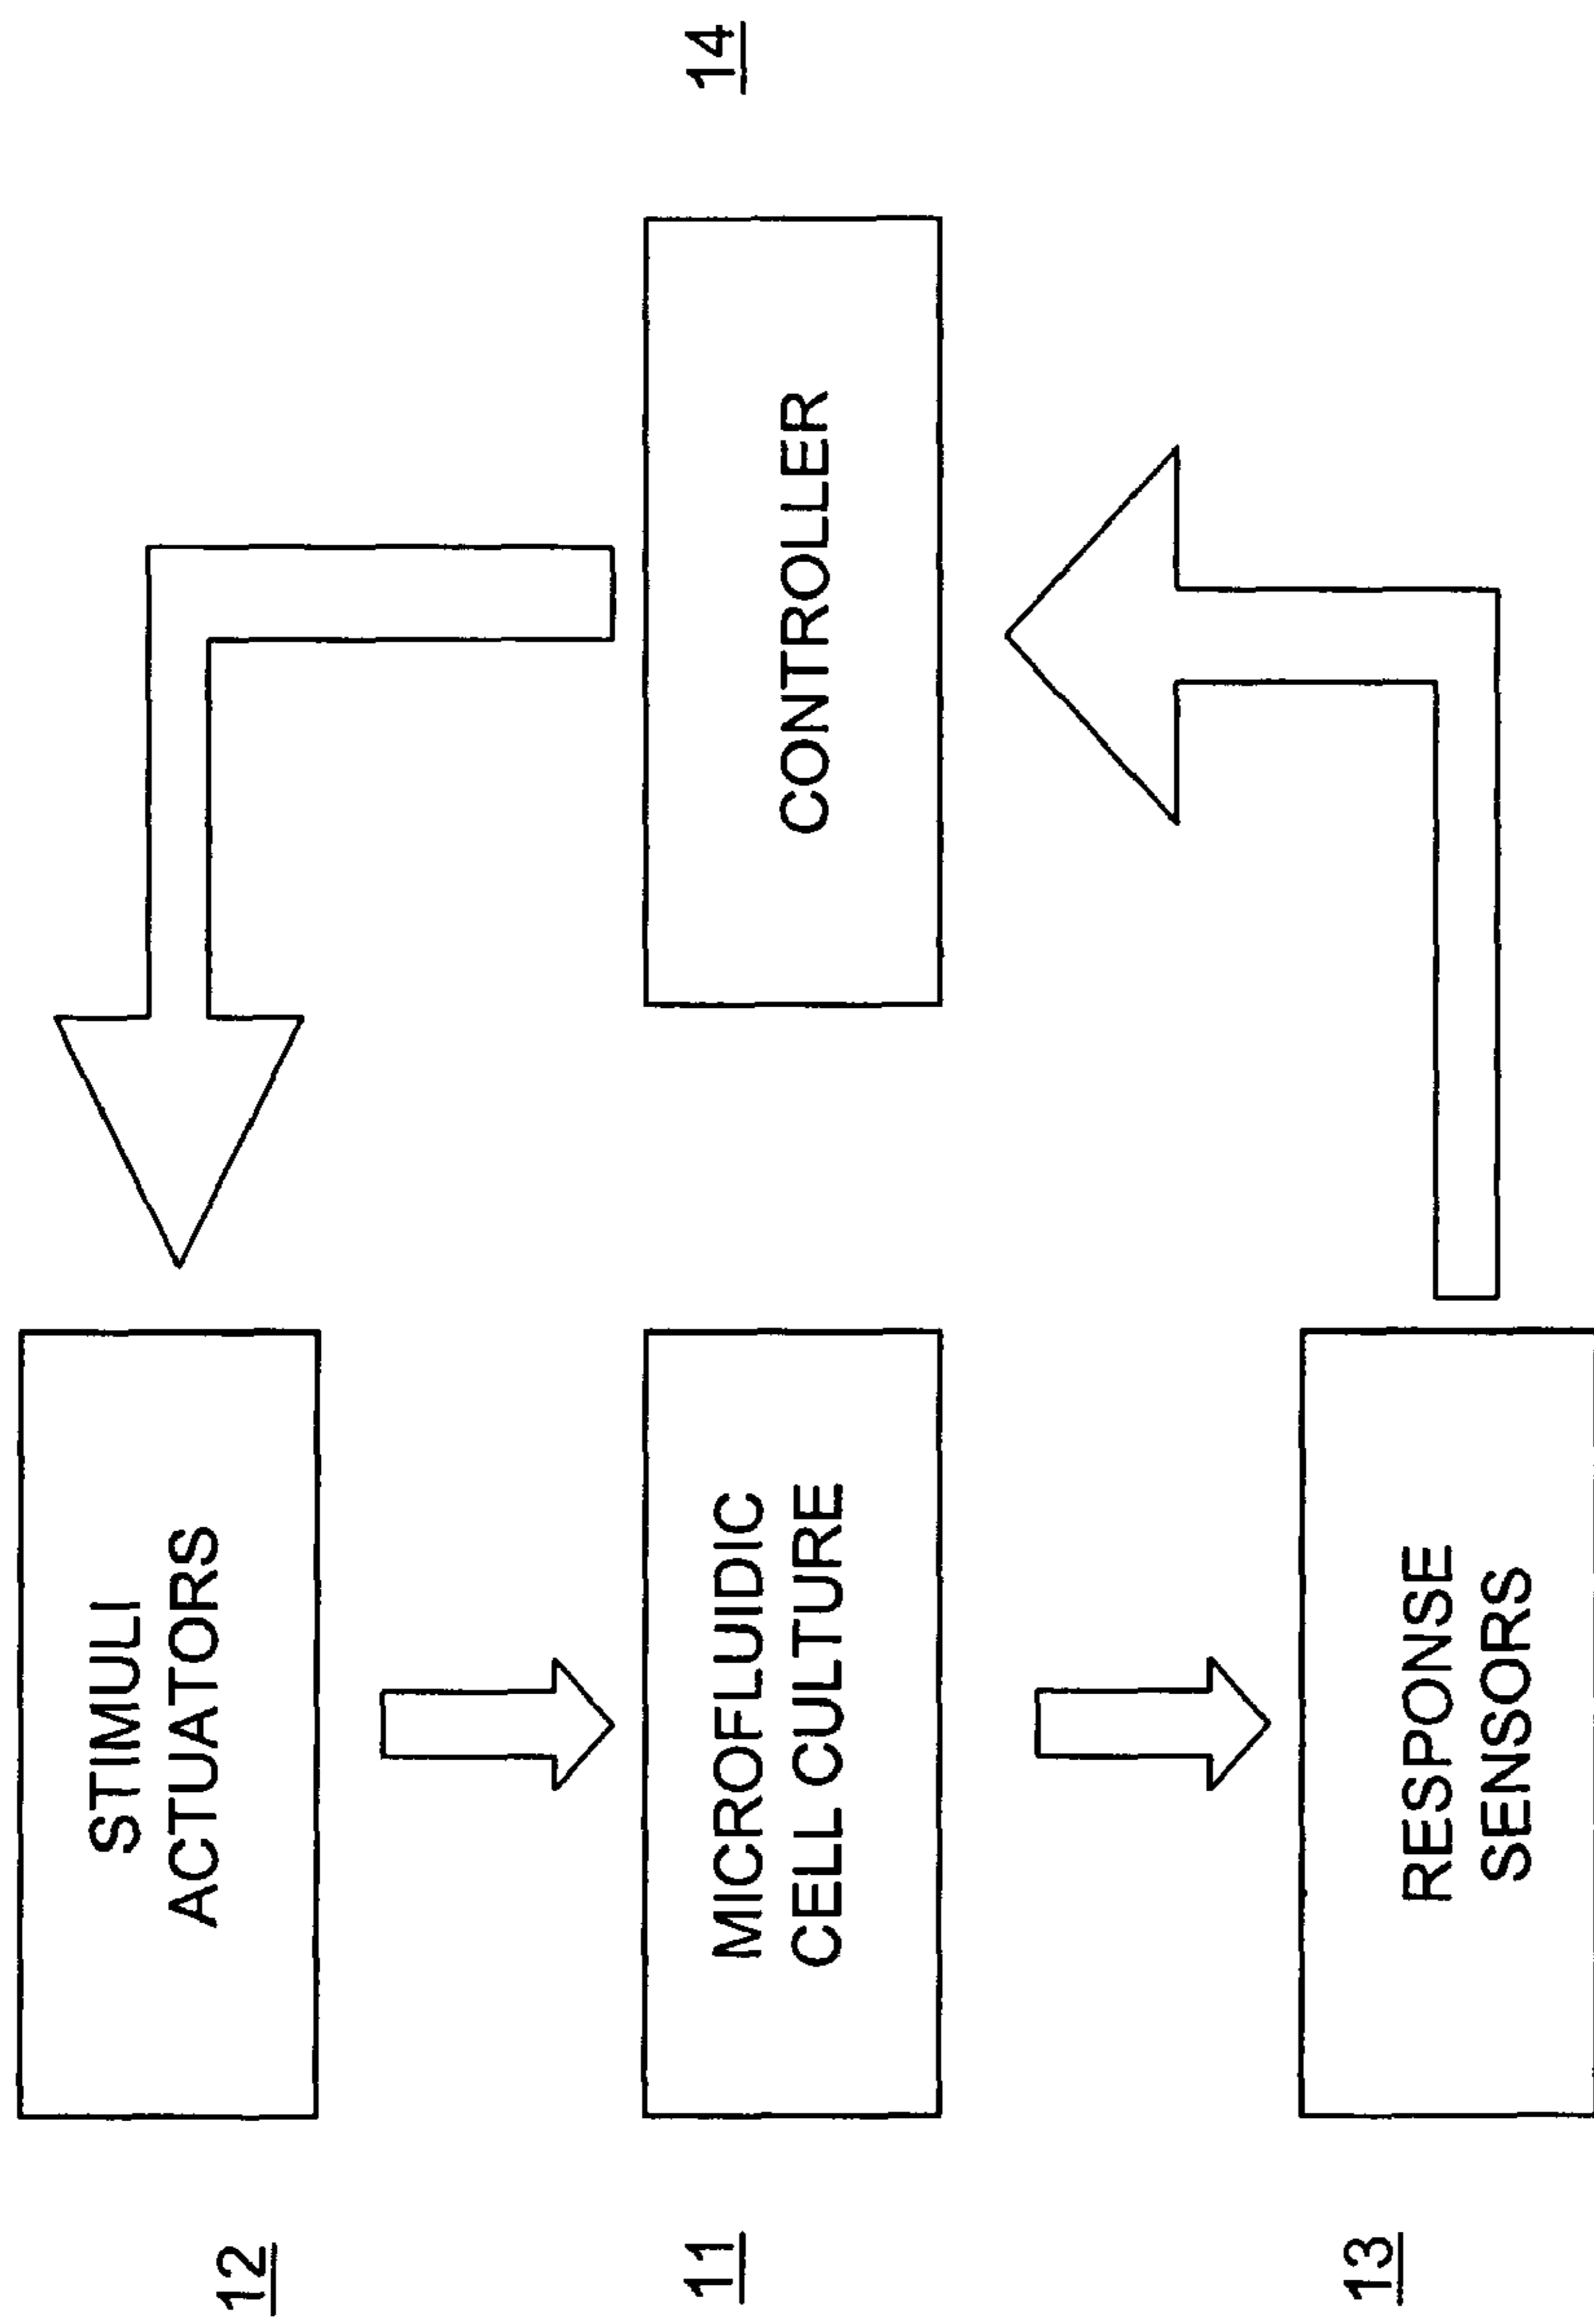 12
STIMULI
ACTUATORS
11
MICROFLUIDIC
CELL CULTURE
CONTROLLER
14
13
RESPONSE
SENSORS